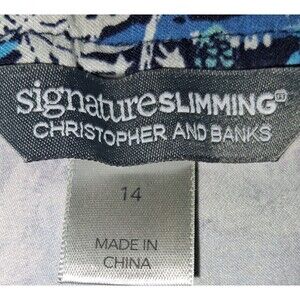 signatureSLIMMING®
CHRISTOPHER AND BANKS
14
MADE IN
CHINA